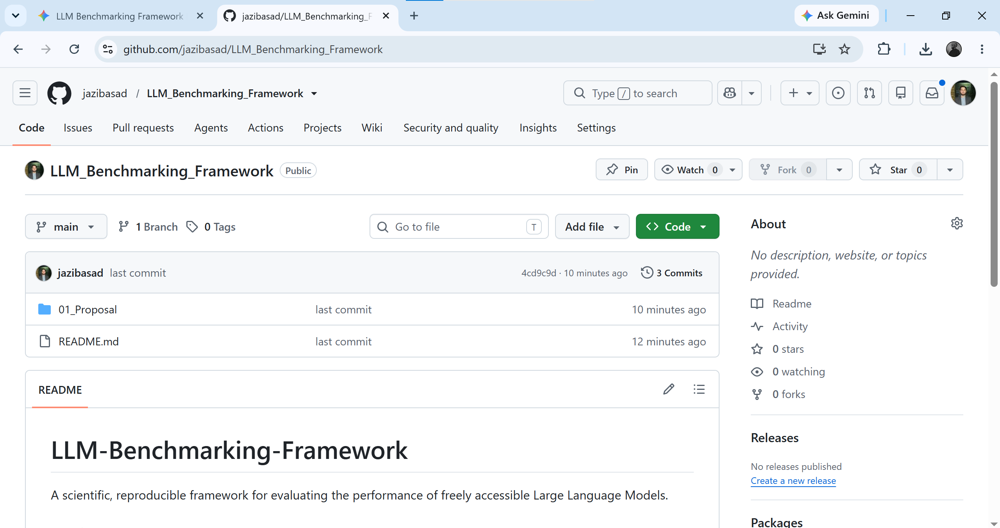 LLM Benchmarking Framework
jazibasad/LLM_Benchmarking_F
Ask Gemini
github.com/jazibasad/LLM_Benchmarking_Framework
jazibasad / LLM_Benchmarking_Framework
Type / to search
Code Issues Pull requests Agents Actions Projects Wiki Security and quality Insights Settings
LLM_Benchmarking_Framework Public
Pin Watch 0 Fork 0 Star 0
main 1 Branch 0 Tags Go to file T Add file Code
jazibasad last commit 4cd9c9d · 10 minutes ago 3 Commits
01_Proposal last commit 10 minutes ago
README.md last commit 12 minutes ago
README
LLM-Benchmarking-Framework
A scientific, reproducible framework for evaluating the performance of freely accessible Large Language Models.
About
No description, website, or topics
provided.
Readme
Activity
0 stars
0 watching
0 forks
Releases
No releases published
Create a new release
Packages